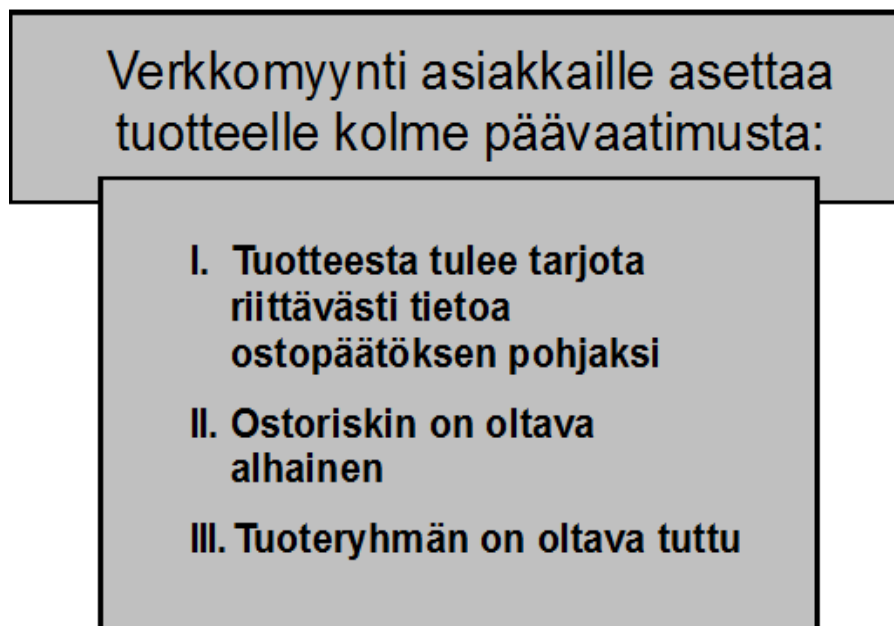 Verkkomyynti asiakkaille asettaa
tuotteelle kolme päävaatimusta:
I. Tuotteesta tulee tarjota
riittävästi tietoa
ostopäätöksen pohjaksi
II. Ostoriskin on oltava
alhainen
III. Tuoteryhmän on oltava tuttu